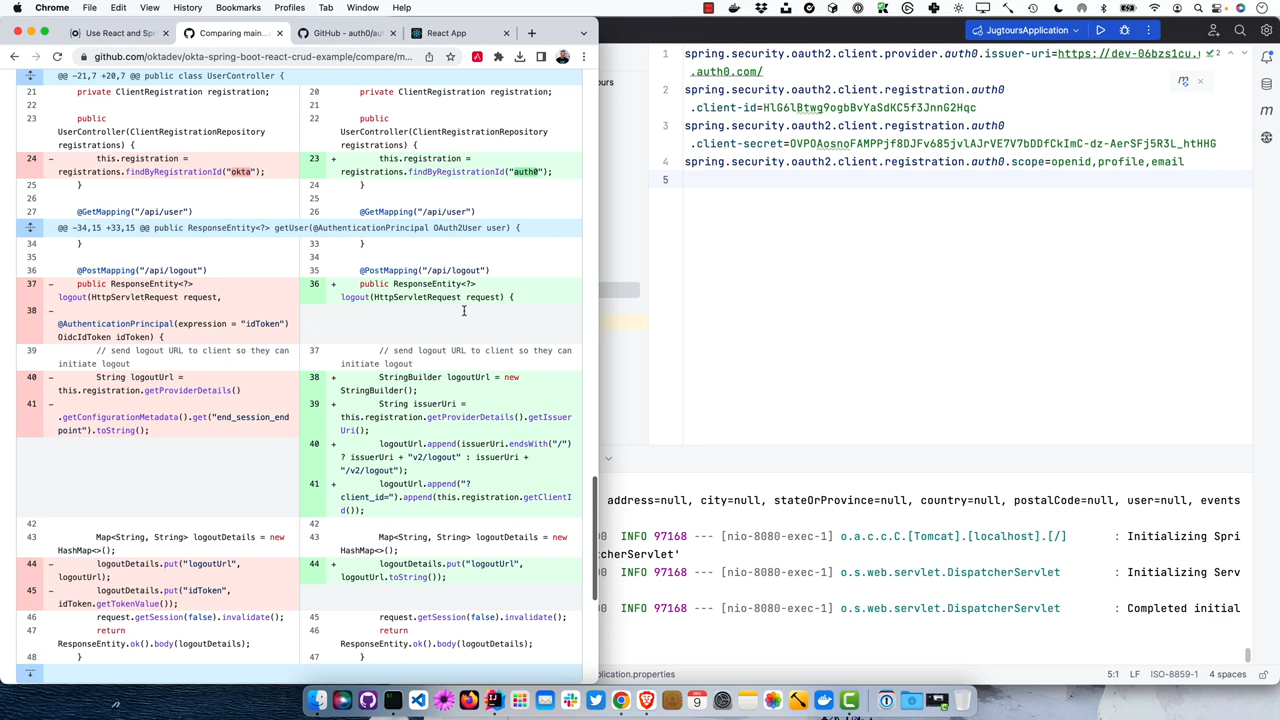 Chrome File Edit View History Bookmarks Profiles Tab Window Help
Use React and Spri
Comparing main...
GitHub - auth0/au
React App
github.com/oktadev/okta-spring-boot-react-crud-example/compare/m...
@@ -21,7 +20,7 @@ public class UserController {
21 private ClientRegistration registration; 20 private ClientRegistration registration;
22 21
23 public 22 public
UserController(ClientRegistrationRepository UserController(ClientRegistrationRepository
registrations) { registrations) {
24 - this.registration = 23 + this.registration =
registrations.findByRegistrationId("okta"); registrations.findByRegistrationId("auth0");
25 } 24 }
26 25
27 @GetMapping("/api/user") 26 @GetMapping("/api/user")
@@ -34,15 +33,15 @@ public ResponseEntity<?> getUser(@AuthenticationPrincipal OAuth2User user) {
34 } 33 }
35 34
36 @PostMapping("/api/logout") 35 @PostMapping("/api/logout")
37 - public ResponseEntity<?> 36 + public ResponseEntity<?>
logout(HttpServletRequest request, logout(HttpServletRequest request) {
38 -
@AuthenticationPrincipal(expression = "idToken")
OidcIdToken idToken) {
39 // send logout URL to client so they can 37 // send logout URL to client so they can
initiate logout initiate logout
40 - String logoutUrl = 38 + StringBuilder logoutUrl = new
this.registration.getProviderDetails() StringBuilder();
41 - 39 + String issuerUri =
.getConfigurationMetadata().get("end_session_end this.registration.getProviderDetails().getIssuer
point").toString(); Uri();
40 + logoutUrl.append(issuerUri.endsWith("/")
? issuerUri + "v2/logout" : issuerUri +
"/v2/logout");
41 + logoutUrl.append("?
client_id=").append(this.registration.getClientI
d());
42 42
43 Map<String, String> logoutDetails = new 43 Map<String, String> logoutDetails = new
HashMap<>(); HashMap<>();
44 - logoutDetails.put("logoutUrl", 44 + logoutDetails.put("logoutUrl",
logoutUrl); logoutUrl.toString());
45 - logoutDetails.put("idToken",
idToken.getTokenValue());
46 request.getSession(false).invalidate(); 45 request.getSession(false).invalidate();
47 return 46 return
ResponseEntity.ok().body(logoutDetails); ResponseEntity.ok().body(logoutDetails);
48 } 47 }
JugtoursApplication
ours
1 spring.security.oauth2.client.provider.auth0.issuer-uri=https://dev-06bzs1cu.
.auth0.com/
2 spring.security.oauth2.client.registration.auth0
.client-id=HlG6lBtwg9ogbBvYaSdKC5f3JnnG2Hqc
3 spring.security.oauth2.client.registration.auth0
.client-secret=OVPOAosnoFAMPPjf8DJFv685jvlAJrVE7V7bDDfCkImC-dz-AerSFj5R3L_htHHG
4 spring.security.oauth2.client.registration.auth0.scope=openid,profile,email
5
2
address=null, city=null, stateOrProvince=null, country=null, postalCode=null, user=null, events
00 INFO 97168 --- [nio-8080-exec-1] o.a.c.c.C.[Tomcat].[localhost].[/] : Initializing Spri
tcherServlet'
00 INFO 97168 --- [nio-8080-exec-1] o.s.web.servlet.DispatcherServlet : Initializing Serv
00 INFO 97168 --- [nio-8080-exec-1] o.s.web.servlet.DispatcherServlet : Completed initial
plication.properties
5:1 LF ISO-8859-1 4 spaces